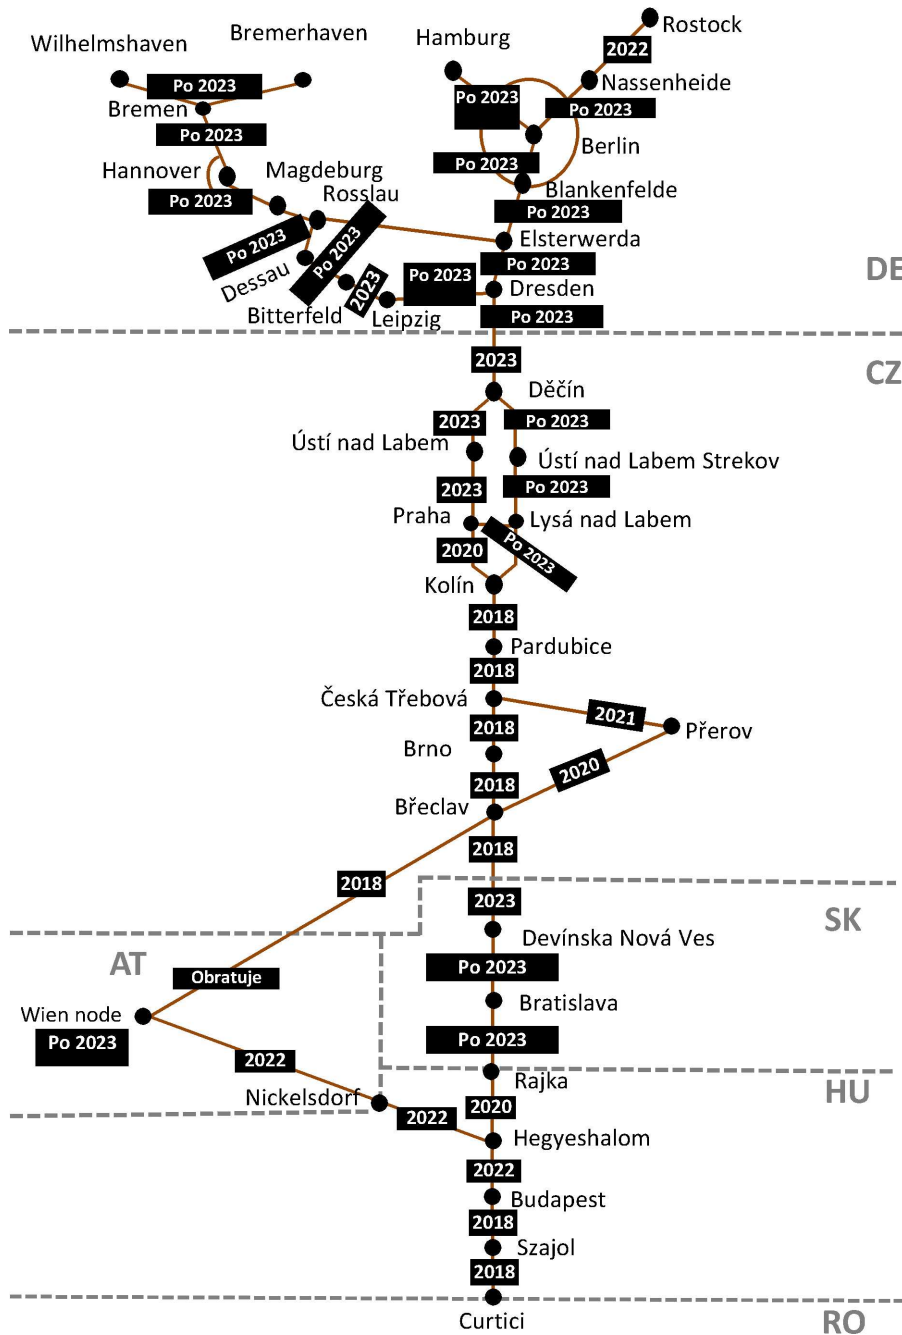 Rostock
Bremerhaven
Hamburg
Wilhelmshaven
2022
Nassenheide
Po 2023
Po 2023
Po 2023
Bremen
Po 2023
Berlin
Po 2023
Hannover
Magdeburg
Rosslau
Blankenfelde
Po 2023
Po 2023
Elsterwerda
Po 2023
Po 2023
Po 2023
DE
Dessau
Po 2023
2023
Dresden
Bitterfeld
Leipzig
Po 2023
2023
CZ
Děčín
2023
Po 2023
Ústí nad Labem
Ústí nad Labem Strekov
2023
Po 2023
Praha
Lysá nad Labem
2020
Po 2023
Kolín
2018
Pardubice
2018
Česká Třebová
2021
2018
Přerov
Brno
2020
2018
Břeclav
2018
2018
2023
SK
Devínska Nová Ves
AT
Po 2023
Obratuje
Bratislava
Wien node
Po 2023
Po 2023
2022
Rajka
HU
Nickelsdorf
2020
2022
Hegyeshalom
2022
Budapest
2018
Szajol
2018
Curtici
RO